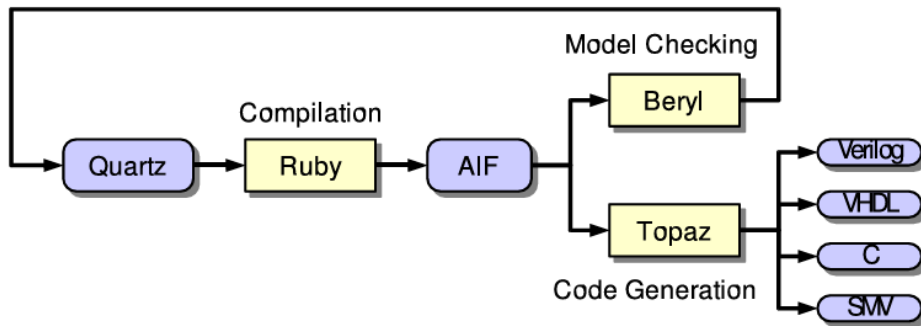 Model Checking
Beryl
Compilation
Quartz
Ruby
AIF
Verilog
VHDL
Topaz
C
Code Generation
SMV